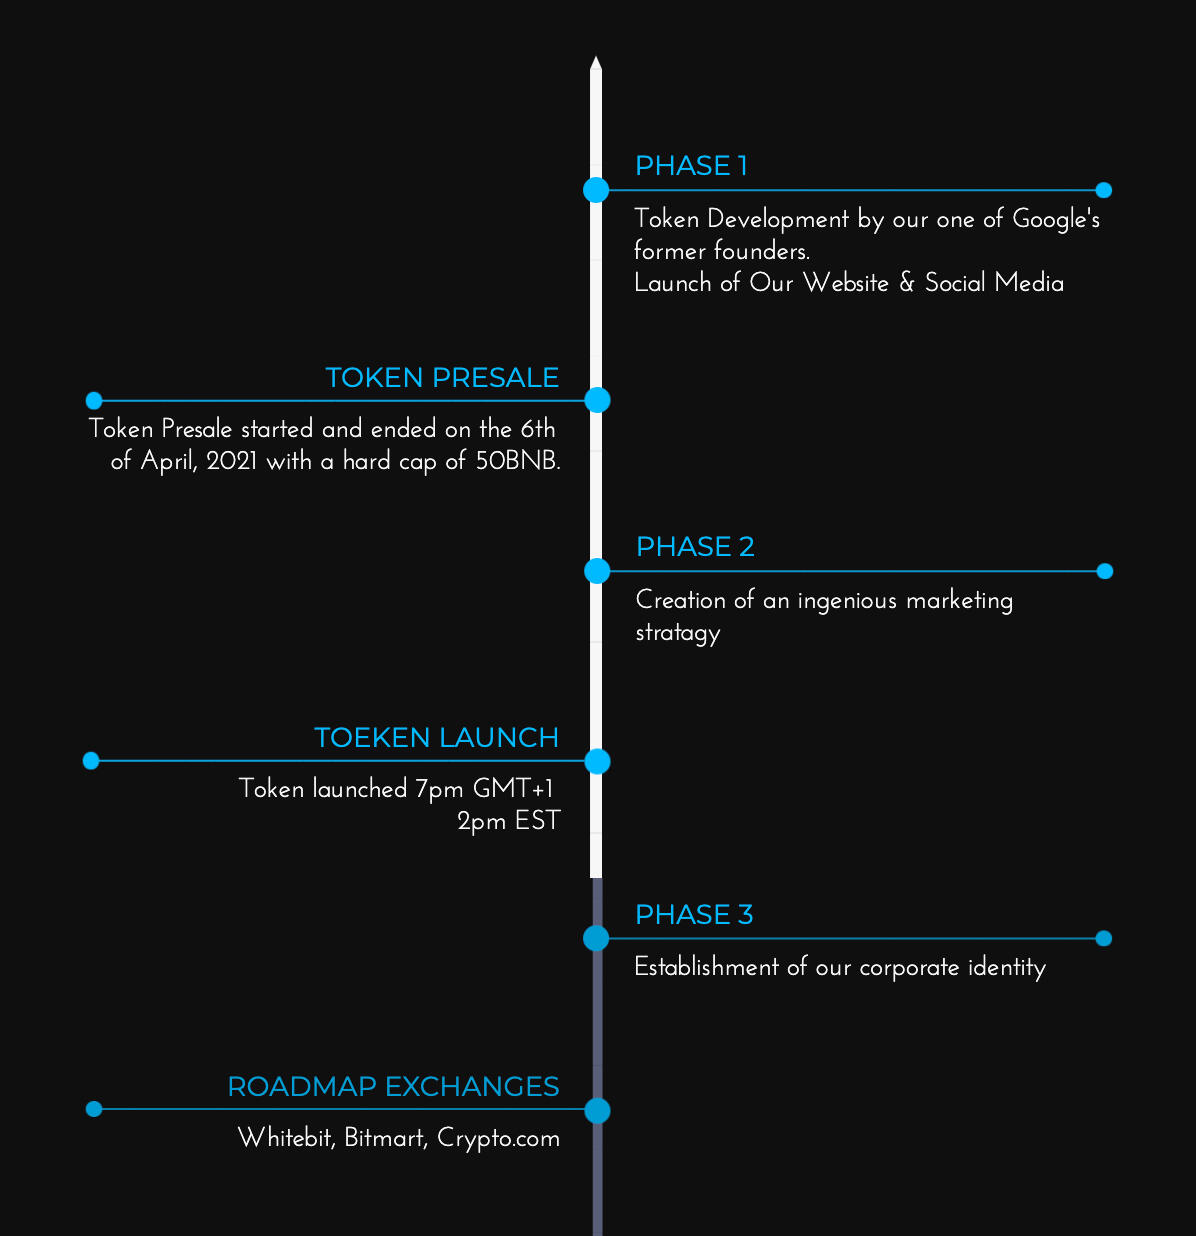 PHASE 1
Token Development by our one of Google's
former founders.
Launch of Our Website & Social Media
TOKEN PRESALE
Token Presale started and ended on the 6th
of April, 2021 with a hard cap of 50BNB.
PHASE 2
Creation of an ingenious marketing
stratagy
TOEKEN LAUNCH
Token launched 7pm GMT+1
2pm EST
PHASE 3
Establishment of our corporate identity
ROADMAP EXCHANGES
Whitebit, Bitmart, Crypto.com